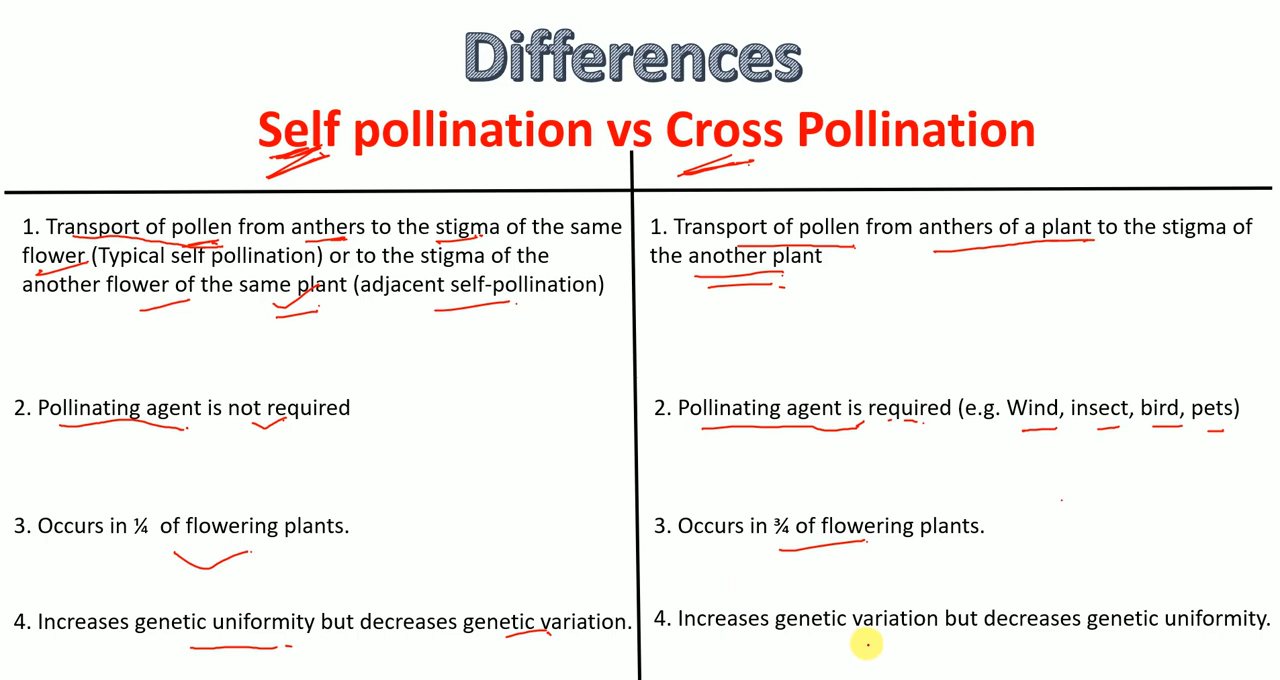 Differences
Self pollination vs Cross Pollination
1. Transport of pollen from anthers to the stigma of the same
flower (Typical self pollination) or to the stigma of the
another flower of the same plant (adjacent self-pollination)
2. Pollinating agent is not required
3. Occurs in ¼ of flowering plants.
4. Increases genetic uniformity but decreases genetic variation.
1. Transport of pollen from anthers of a plant to the stigma of
the another plant
2. Pollinating agent is required (e.g. Wind, insect, bird, pets)
3. Occurs in ¾ of flowering plants.
4. Increases genetic variation but decreases genetic uniformity.